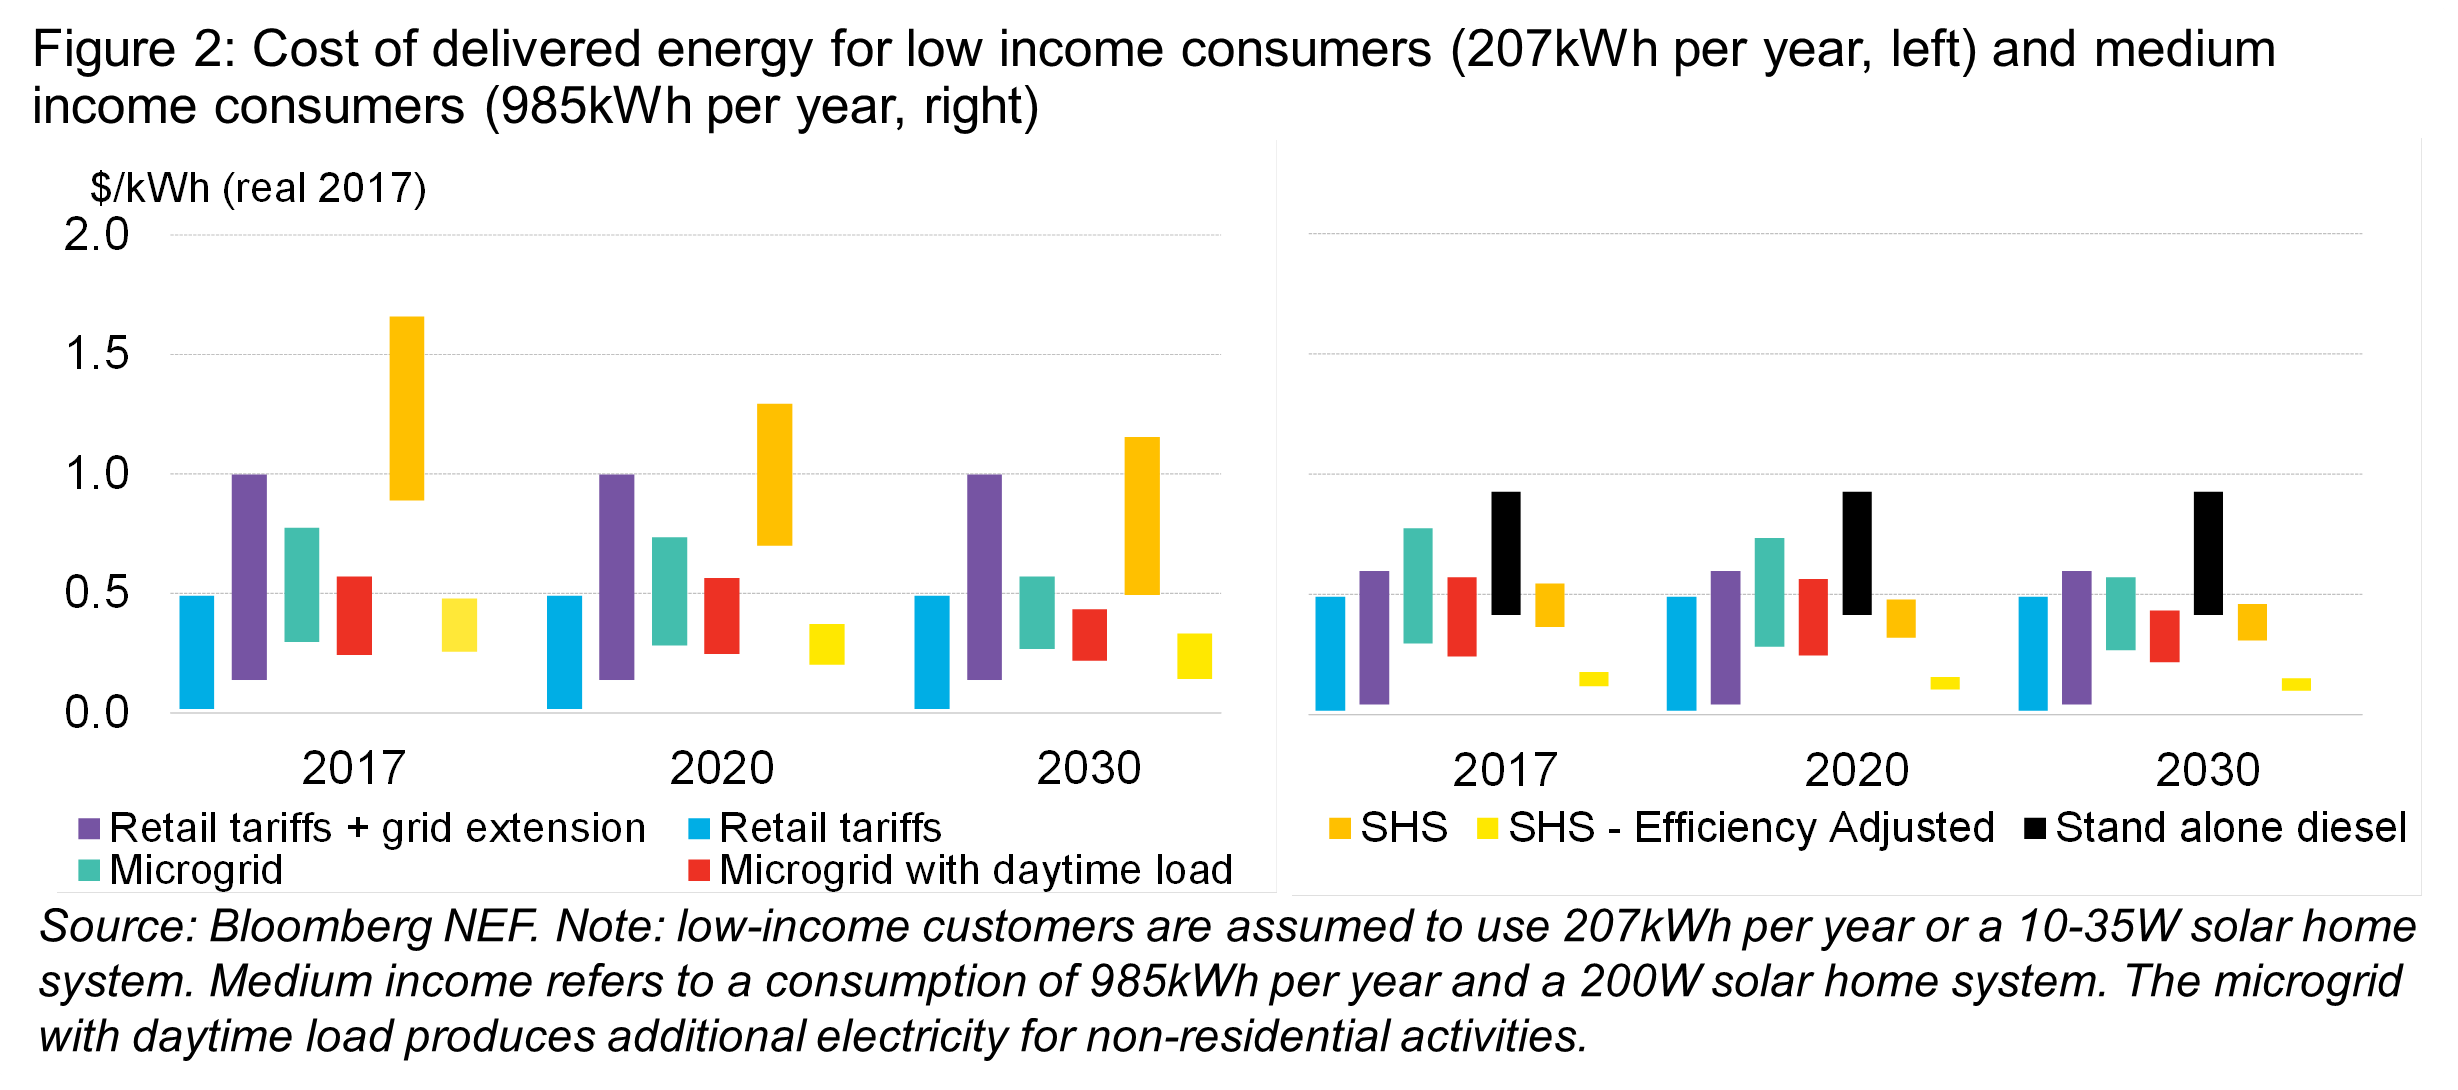 Figure 2: Cost of delivered energy for low income consumers (207kWh per year, left) and medium
income consumers (985kWh per year, right)
$/kWh (real 2017)
2.0
1.5
1.0
0.5
0.0
2017 2020 2030
2017 2020 2030
Retail tariffs + grid extension Retail tariffs
Microgrid Microgrid with daytime load
SHS SHS - Efficiency Adjusted Stand alone diesel
Source: Bloomberg NEF. Note: low-income customers are assumed to use 207kWh per year or a 10-35W solar home
system. Medium income refers to a consumption of 985kWh per year and a 200W solar home system. The microgrid
with daytime load produces additional electricity for non-residential activities.